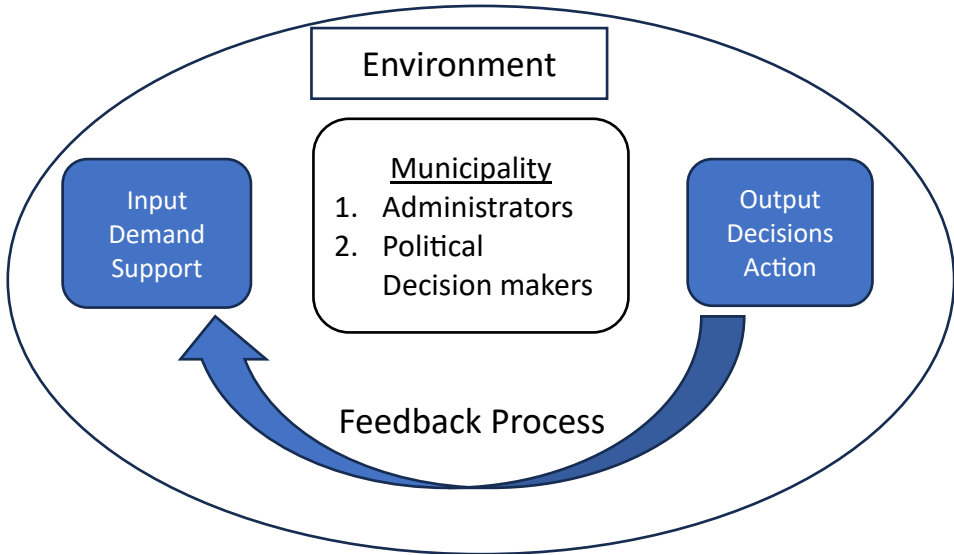 Environment
Input
Demand
Support
Municipality
1. Administrators
2. Political
Decision makers
Output
Decisions
Action
Feedback Process